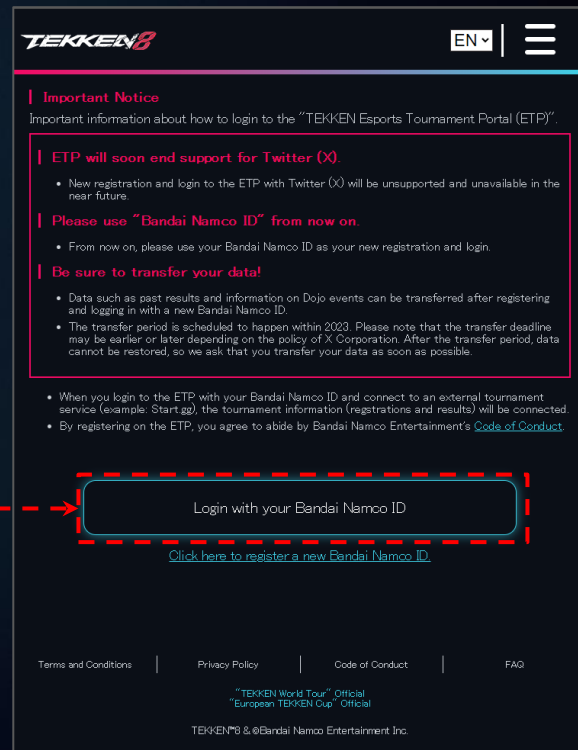 TEKKEN8
EN
Important Notice
Important information about how to login to the "TEKKEN Esports Tournament Portal (ETP)".
ETP will soon end support for Twitter (X).
• New registration and login to the ETP with Twitter (X) will be unsupported and unavailable in the
near future.
Please use "Bandai Namco ID" from now on.
• From now on, please use your Bandai Namco ID as your new registration and login.
Be sure to transfer your data!
• Data such as past results and information on Dojo events can be transferred after registering
and logging in with a new Bandai Namco ID.
• The transfer period is scheduled to happen within 2023. Please note that the transfer deadline
may be earlier or later depending on the policy of X Corporation. After the transfer period, data
cannot be restored, so we ask that you transfer your data as soon as possible.
• When you login to the ETP with your Bandai Namco ID and connect to an external tournament
service (example: Start.gg), the tournament information (regstrations and results) will be connected.
• By registering on the ETP, you agree to abide by Bandai Namco Entertainment's Code of Conduct.
Login with your Bandai Namco ID
Click here to register a new Bandai Namco ID.
Terms and Conditions
Privacy Policy
Code of Conduct
FAQ
"TEKKEN World Tour" Official
"European TEKKEN Cup" Official
TEKKEN™8 & ©Bandai Namco Entertainment Inc.